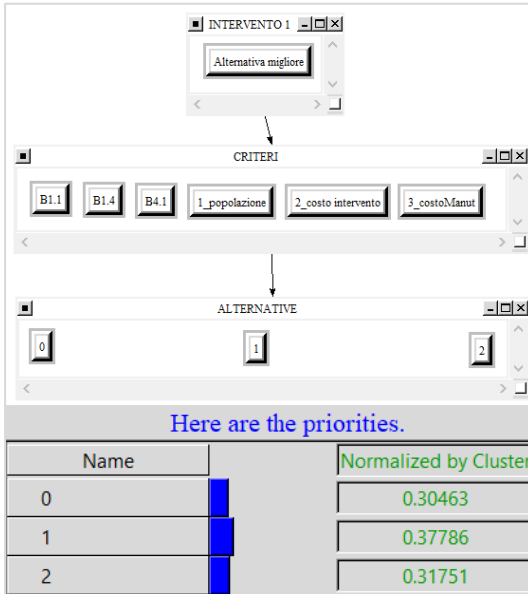 INTERVENTO 1
Alternativa migliore
CRITERI
B1.1 B1.4 B4.1 1_popolazione 2_costo intervento 3_costoManut
ALTERNATIVE
0 1 2
Here are the priorities.
Name Normalized by Cluster
0 0.30463
1 0.37786
2 0.31751